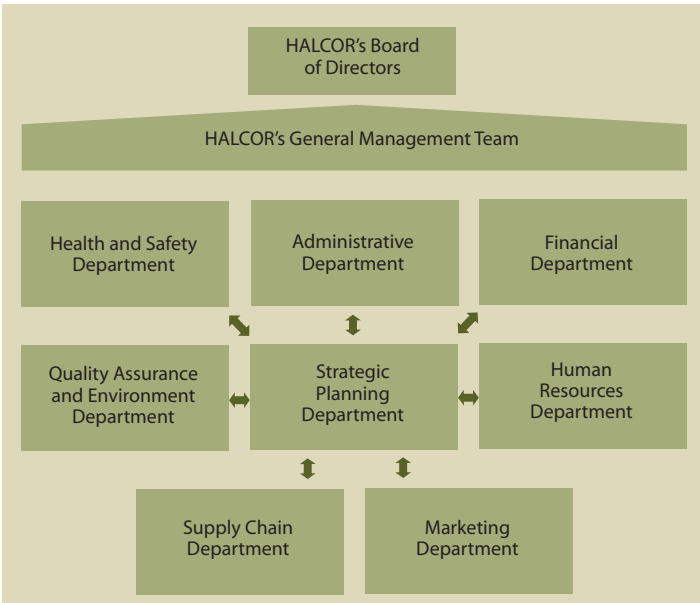 HALCOR’s Board
of Directors
HALCOR’s General Management Team
Health and Safety
Department
Administrative
Department
Financial
Department
Quality Assurance
and Environment
Department
Strategic
Planning
Department
Human
Resources
Department
Supply Chain
Department
Marketing
Department